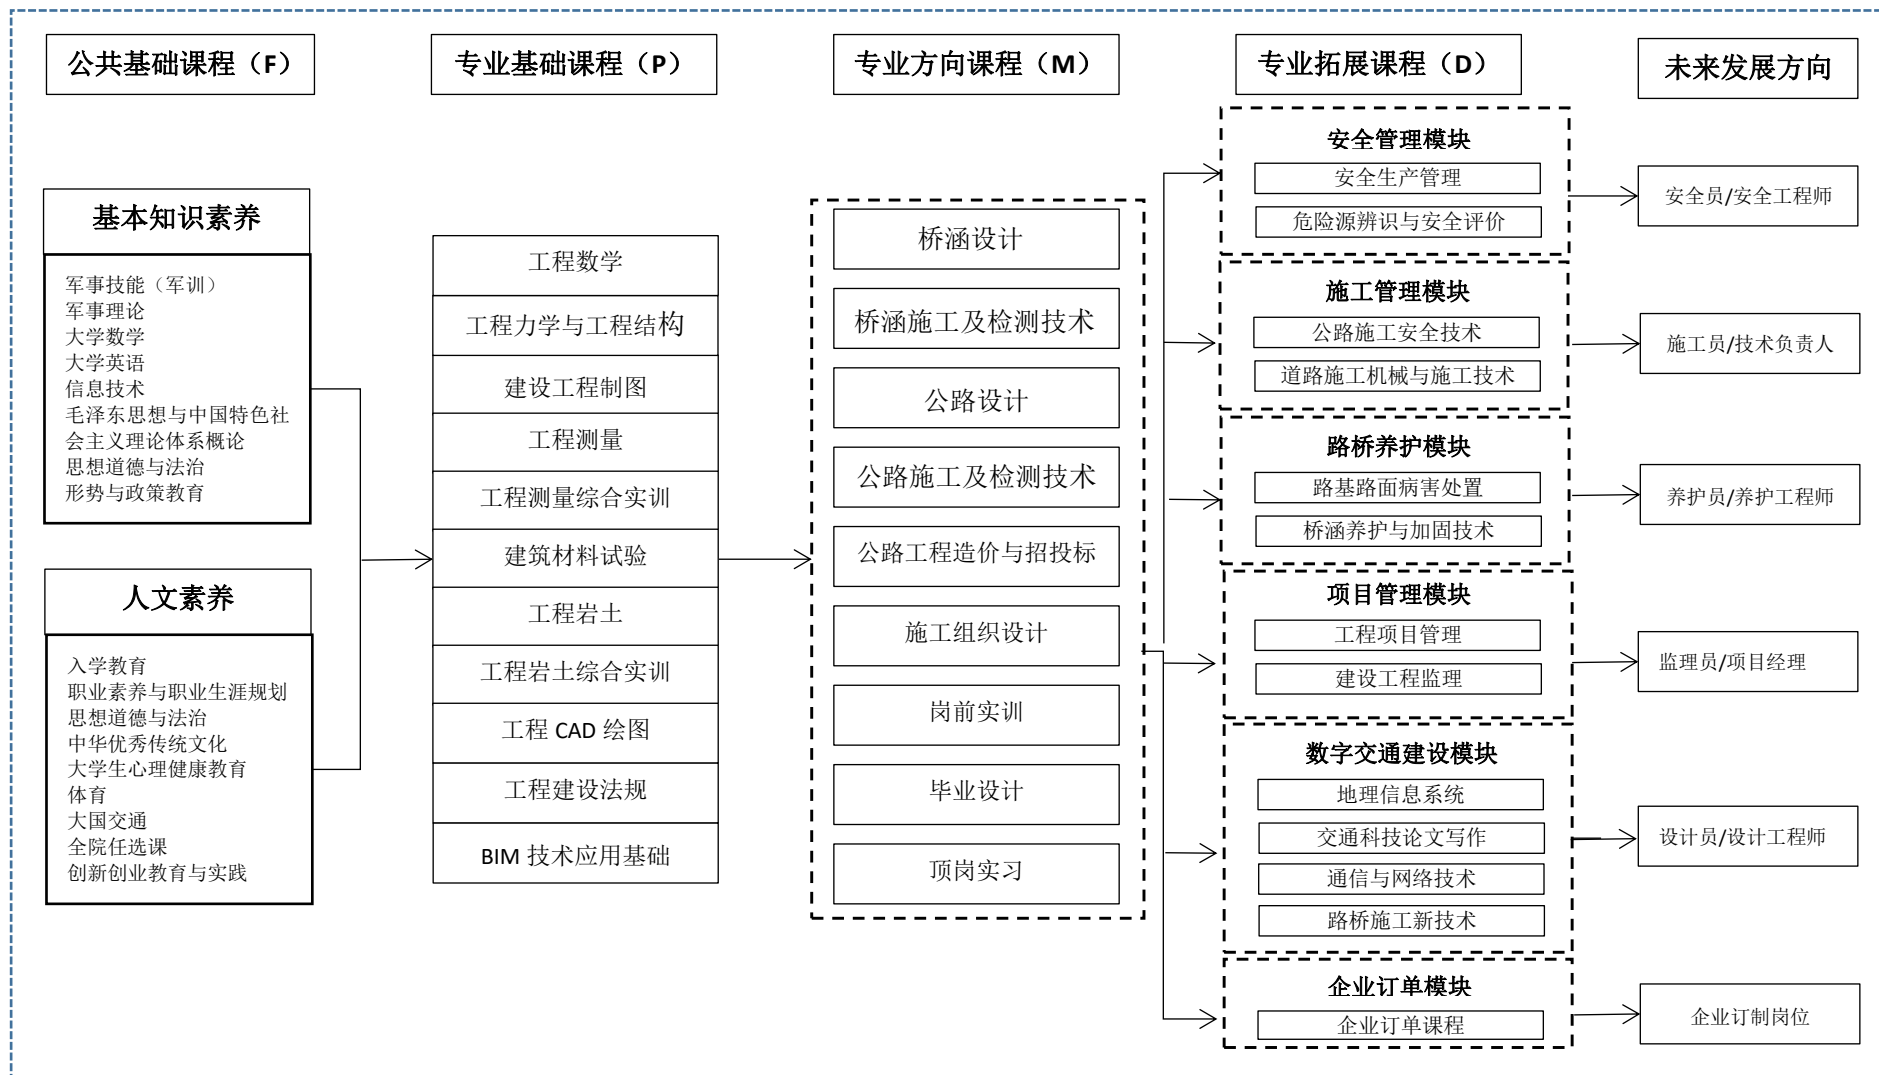 公共基础课程（F）
专业基础课程（P）
专业方向课程（M）
专业拓展课程（D）
未来发展方向
基本知识素养
军事技能（军训）
军事理论
大学数学
大学英语
信息技术
毛泽东思想与中国特色社
会主义理论体系概论
思想道德与法治
形势与政策教育
人文素养
入学教育
职业素养与职业生涯规划
思想道德与法治
中华优秀传统文化
大学生心理健康教育
体育
大国交通
全院任选课
创新创业教育与实践
工程数学
工程力学与工程结构
建设工程制图
工程测量
工程测量综合实训
建筑材料试验
工程岩土
工程岩土综合实训
工程 CAD 绘图
工程建设法规
BIM 技术应用基础
桥涵设计
桥涵施工及检测技术
公路设计
公路施工及检测技术
公路工程造价与招投标
施工组织设计
岗前实训
毕业设计
顶岗实习
安全管理模块
安全生产管理
危险源辨识与安全评价
施工管理模块
公路施工安全技术
道路施工机械与施工技术
路桥养护模块
路基路面病害处置
桥涵养护与加固技术
项目管理模块
工程项目管理
建设工程监理
数字交通建设模块
地理信息系统
交通科技论文写作
通信与网络技术
路桥施工新技术
企业订单模块
企业订单课程
安全员/安全工程师
施工员/技术负责人
养护员/养护工程师
监理员/项目经理
设计员/设计工程师
企业订制岗位